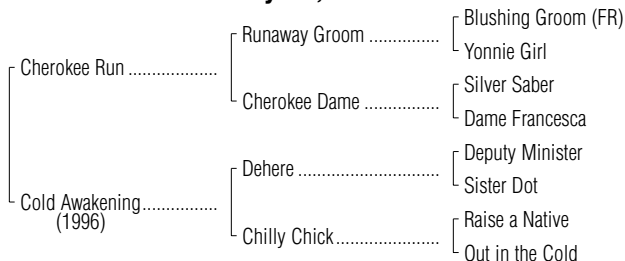 Blushing Groom (FR)
Runaway Groom
Yonnie Girl
Cherokee Run
Silver Saber
Cherokee Dame
Dame Francesca
Deputy Minister
Dehere
Sister Dot
Cold Awakening
(1996)
Raise a Native
Chilly Chick
Out in the Cold